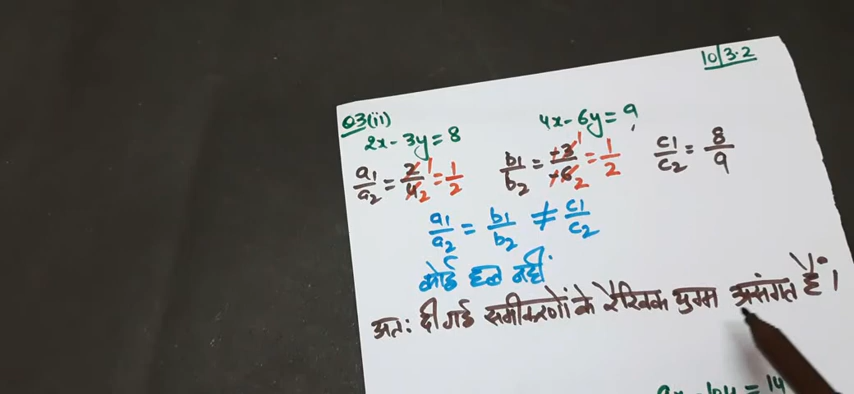 10/3.2
Q3(ii)
2x-3y=8 4x-6y=9
a1/a2 = 2/4 = 1/2 b1/b2 = -3/-6 = 1/2 c1/c2 = 8/9
a1/a2 = b1/b2 ≠ c1/c2
कोई हल नहीं
अतः दी गई समीकरणों के रैखिक युग्म असंगत है।
= 14